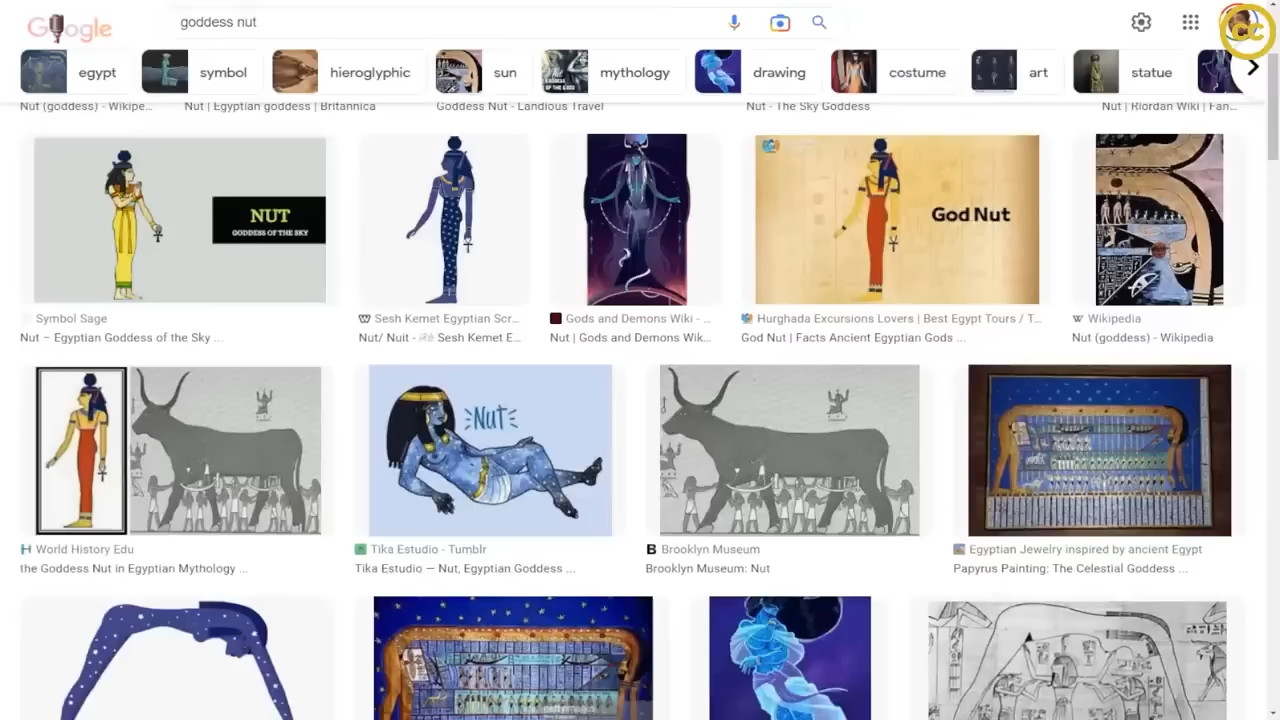 Google
goddess nut
CC
egypt
symbol
hieroglyphic
sun
mythology
drawing
costume
art
statue
Nut (goddess) - Wikipe...
Nut | Egyptian goddess | Britannica
Goddess Nut - Landious Travel
Nut - The Sky Goddess
Nut | Riordan Wiki | Fan...
NUT
GODDESS OF THE SKY
God Nut
Symbol Sage
Nut – Egyptian Goddess of the Sky ...
Sesh Kemet Egyptian Scr...
Nut/ Nuit - Sesh Kemet E...
Gods and Demons Wiki - ...
Nut | Gods and Demons Wik...
Hurghada Excursions Lovers | Best Egypt Tours / T...
God Nut | Facts Ancient Egyptian Gods ...
W Wikipedia
Nut (goddess) - Wikipedia
Nut
World History Edu
the Goddess Nut in Egyptian Mythology ...
Tika Estudio - Tumblr
Tika Estudio — Nut, Egyptian Goddess ...
B Brooklyn Museum
Brooklyn Museum: Nut
Egyptian Jewelry inspired by ancient Egypt
Papyrus Painting: The Celestial Goddess ...